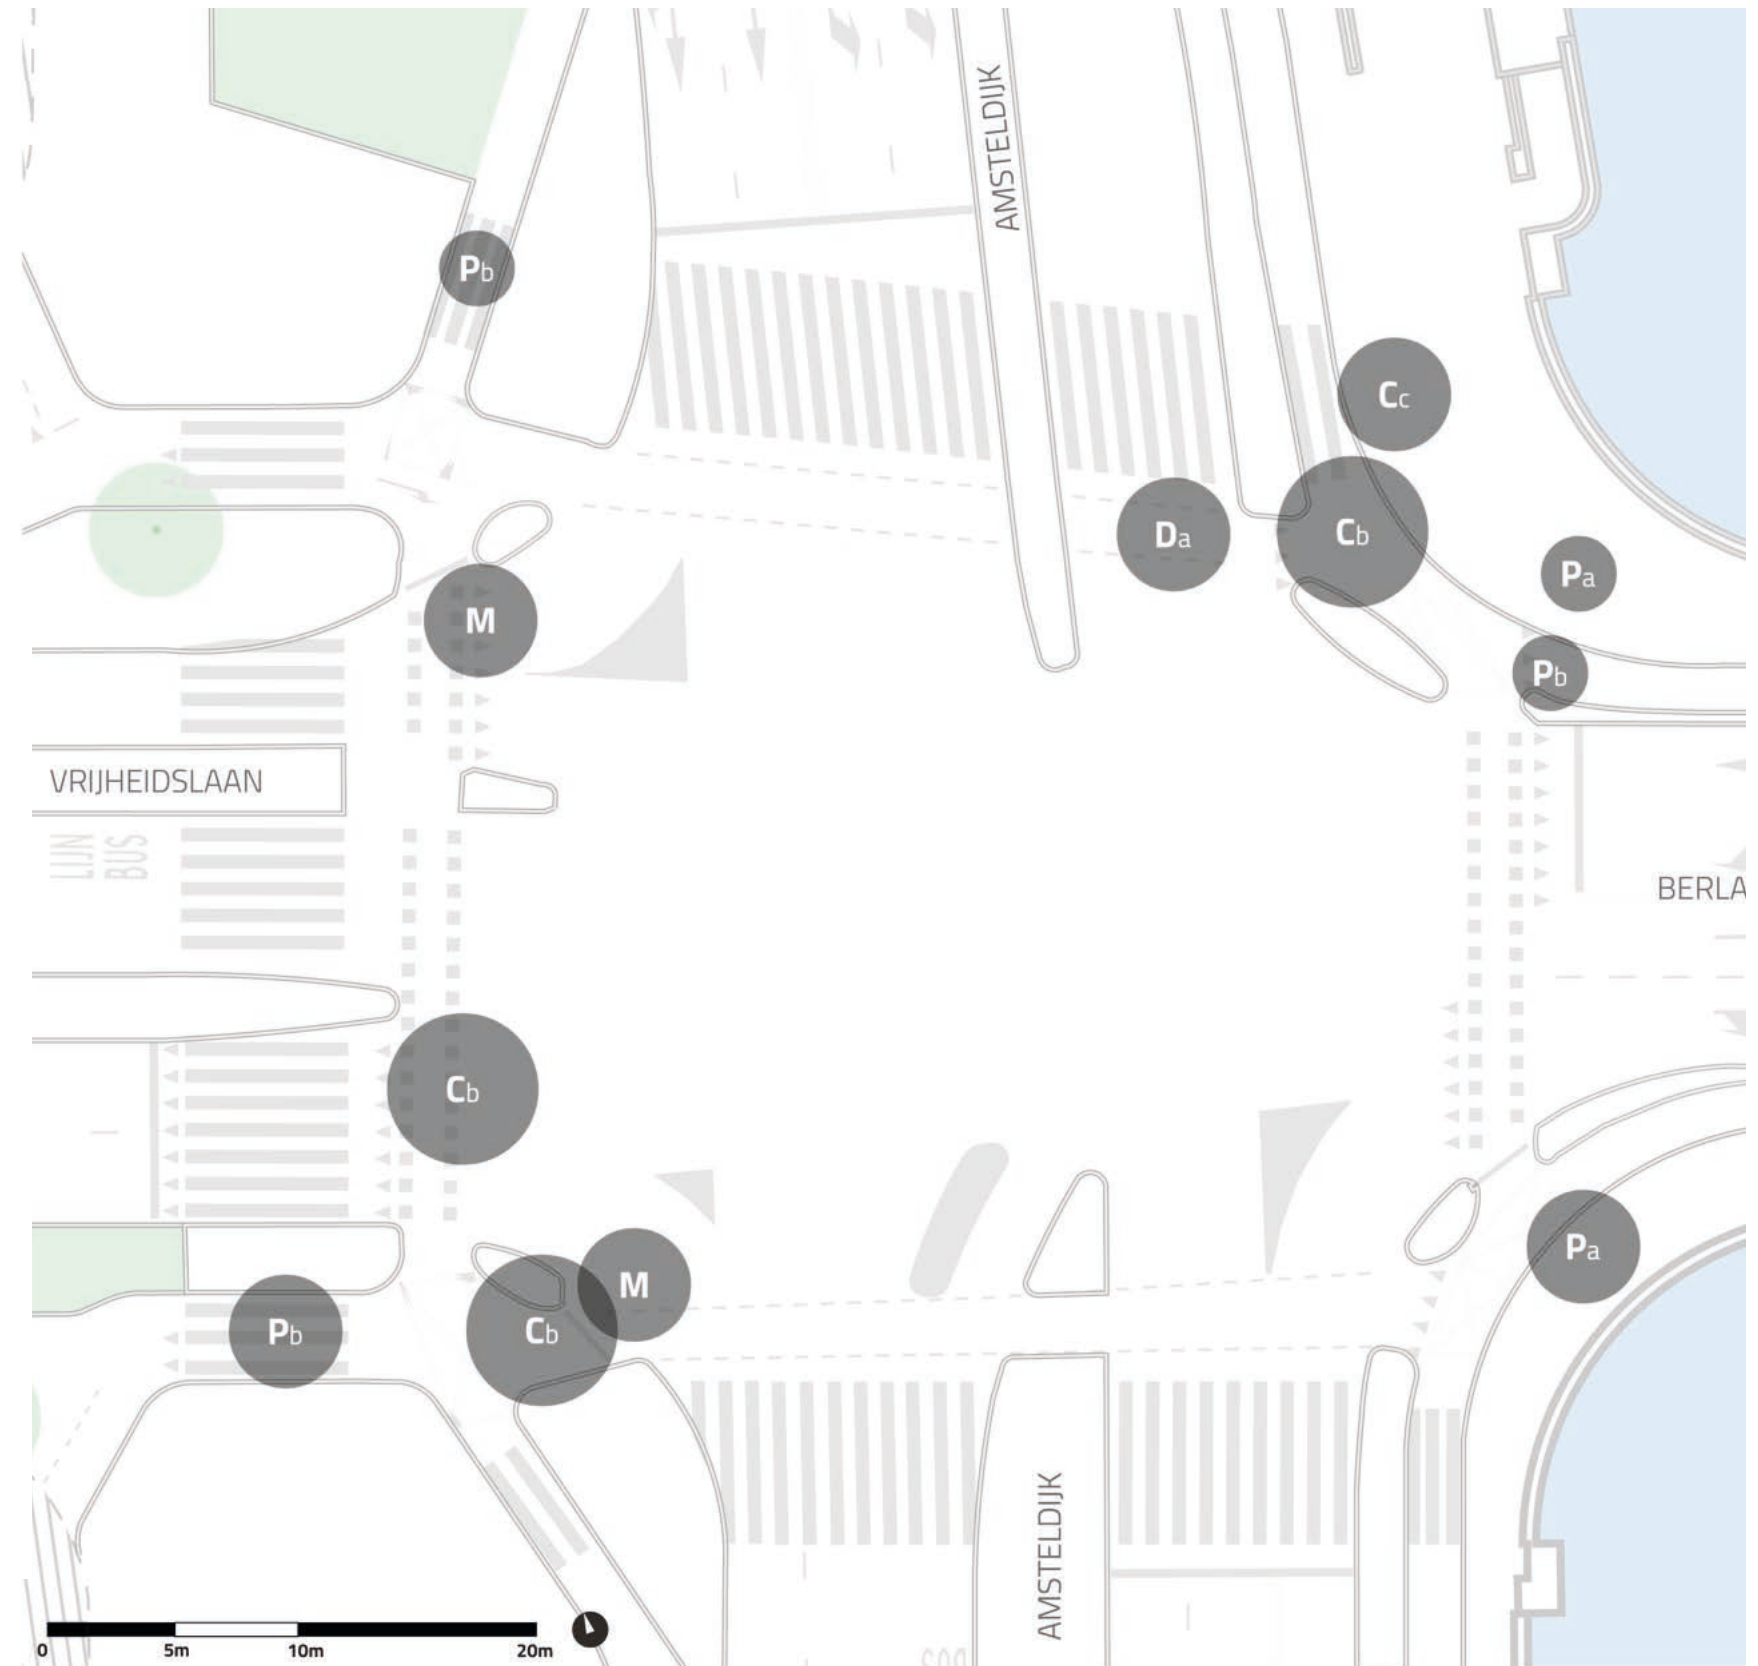 AMSTELDIJK
Pb
Cc
Da
Cb
Pa
M
Pb
VRIJHEIDSLAAN
LIJN
BUS
BERLA
Cb
Pa
M
Pb
Cb
AMSTELDIJK
0 5m 10m 20m